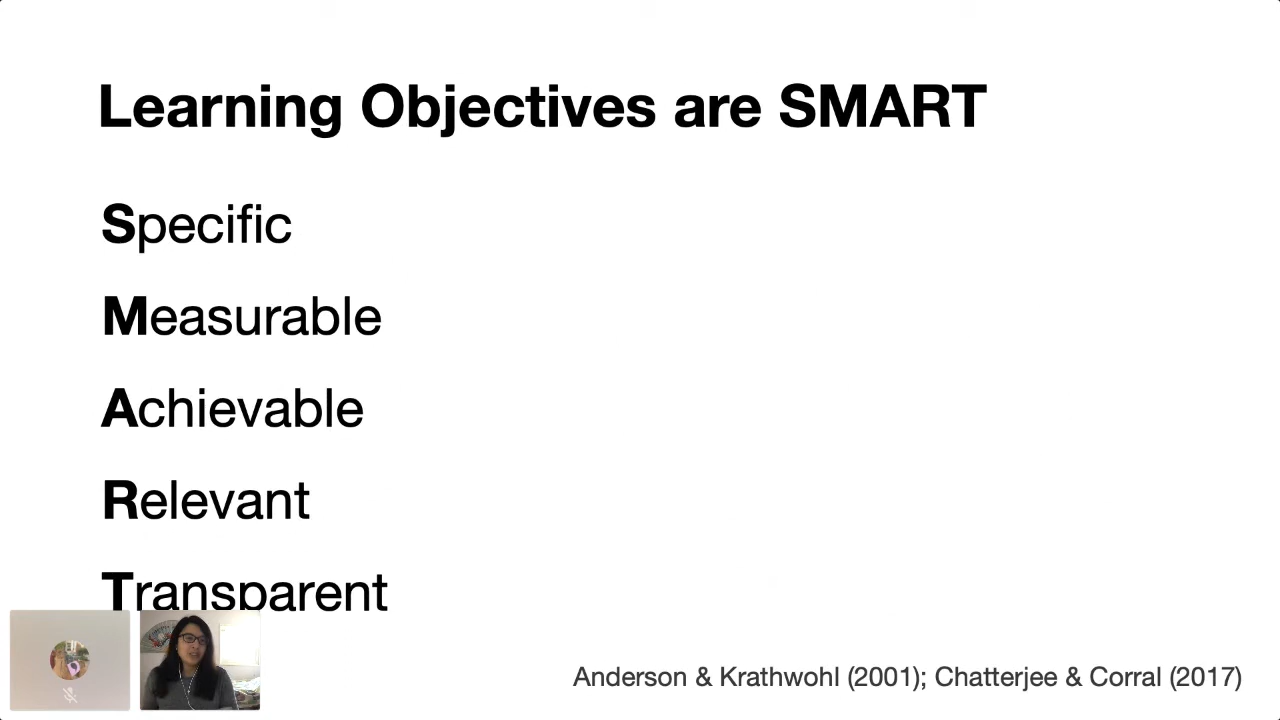 Learning Objectives are SMART
Specific
Measurable
Achievable
Relevant
Transparent
Anderson & Krathwohl (2001); Chatterjee & Corral (2017)